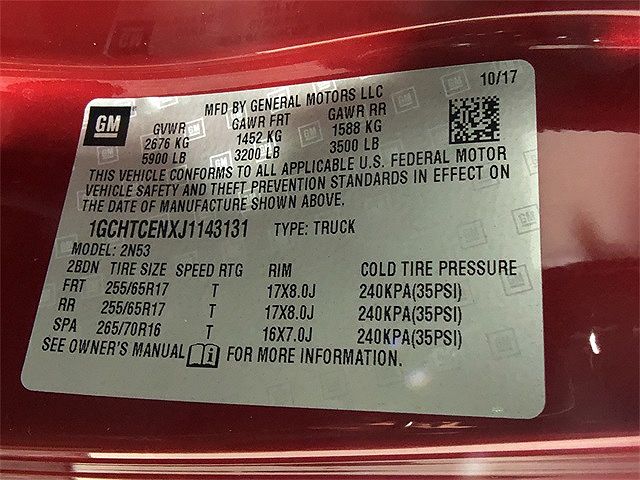 MFD BY GENERAL MOTORS LLC 10/17
GM
GVWR GAWR FRT GAWR RR
2676 KG 1452 KG 1588 KG
5900 LB 3200 LB 3500 LB
THIS VEHICLE CONFORMS TO ALL APPLICABLE U.S. FEDERAL MOTOR
VEHICLE SAFETY AND THEFT PREVENTION STANDARDS IN EFFECT ON
THE DATE OF MANUFACTURE SHOWN ABOVE.
1GCHTCENXJ1143131 TYPE: TRUCK
MODEL: 2N53
2BDN TIRE SIZE SPEED RTG RIM COLD TIRE PRESSURE
FRT 255/65R17 T 17X8.0J 240KPA(35PSI)
RR 255/65R17 T 17X8.0J 240KPA(35PSI)
SPA 265/70R16 T 16X7.0J 240KPA(35PSI)
SEE OWNER'S MANUAL FOR MORE INFORMATION.